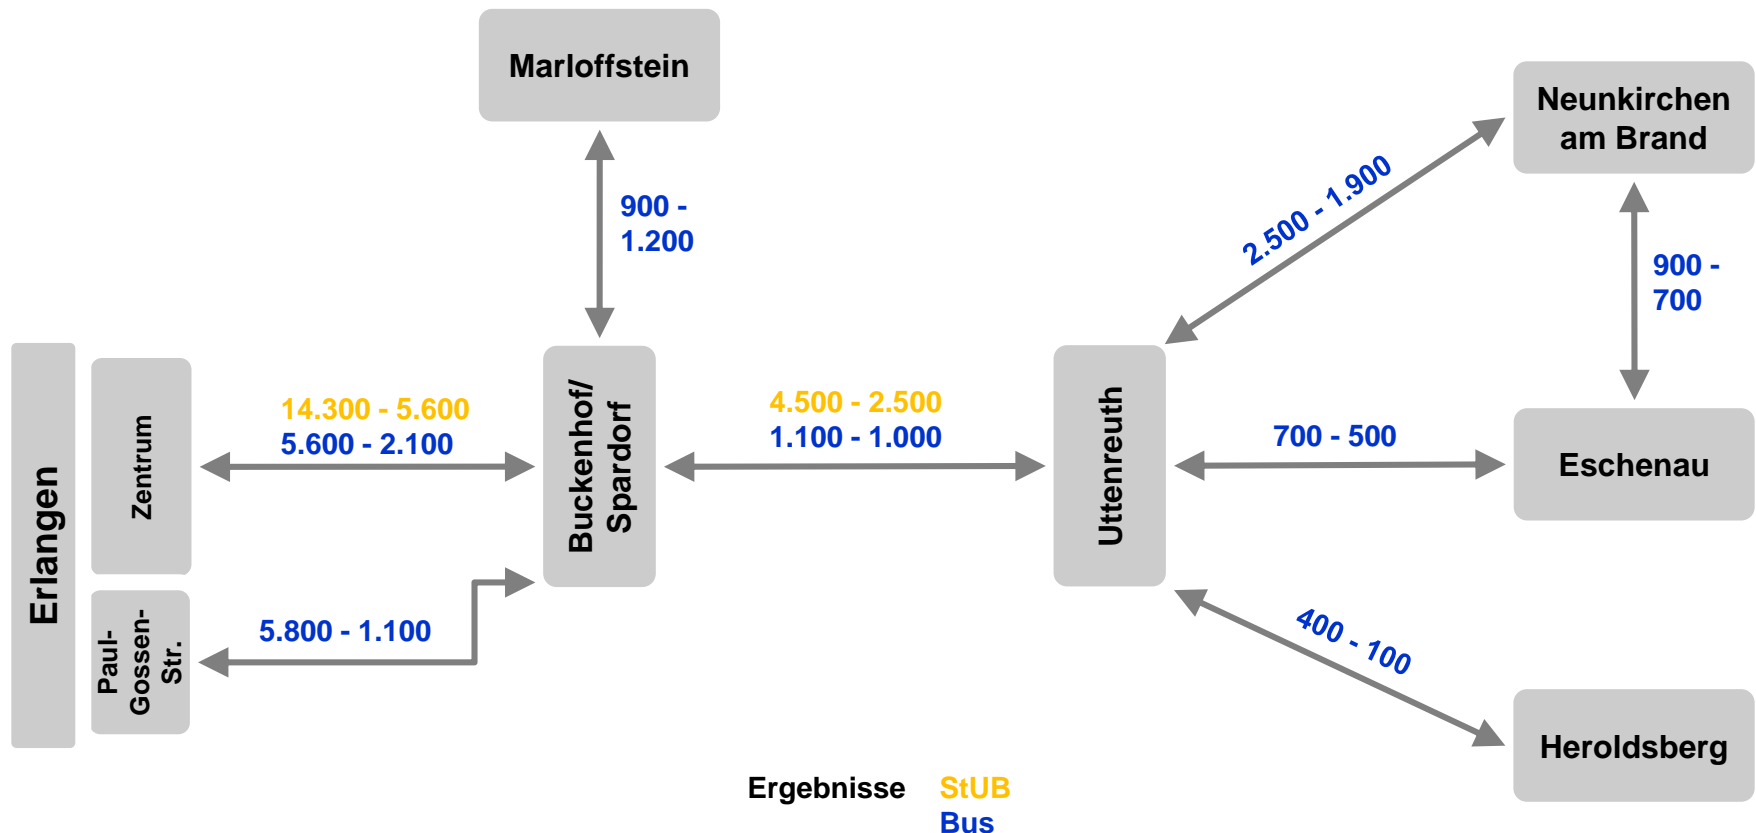 Marloffstein
Neunkirchen
am Brand
900 -
1.200
2.500 - 1.900
900 -
700
Erlangen
Zentrum
14.300 - 5.600
5.600 - 2.100
Buckenhof/
Spardorf
4.500 - 2.500
1.100 - 1.000
Uttenreuth
700 - 500
Eschenau
Paul-
Gossen-
Str.
5.800 - 1.100
400 - 100
Heroldsberg
Ergebnisse StUB
Bus